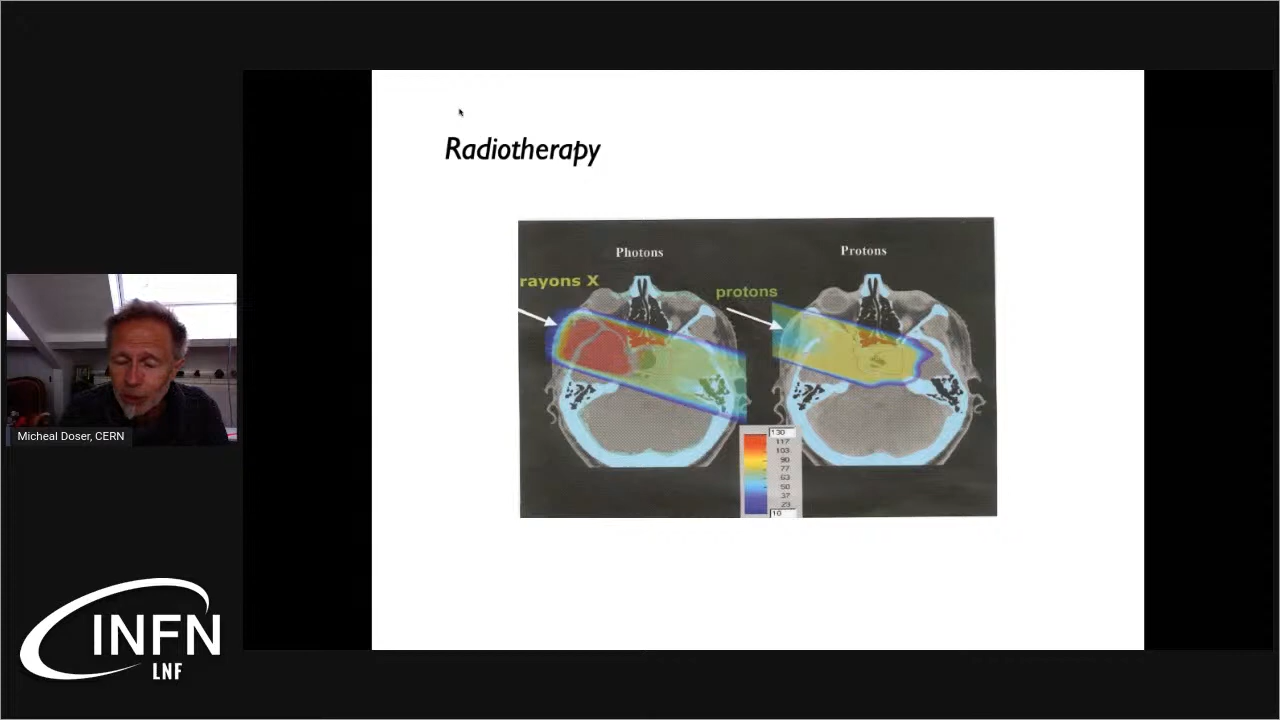 Radiotherapy
Photons
Protons
rayons X
protons
130
117
103
90
77
63
50
37
23
10
Micheal Doser, CERN
INFN
LNF